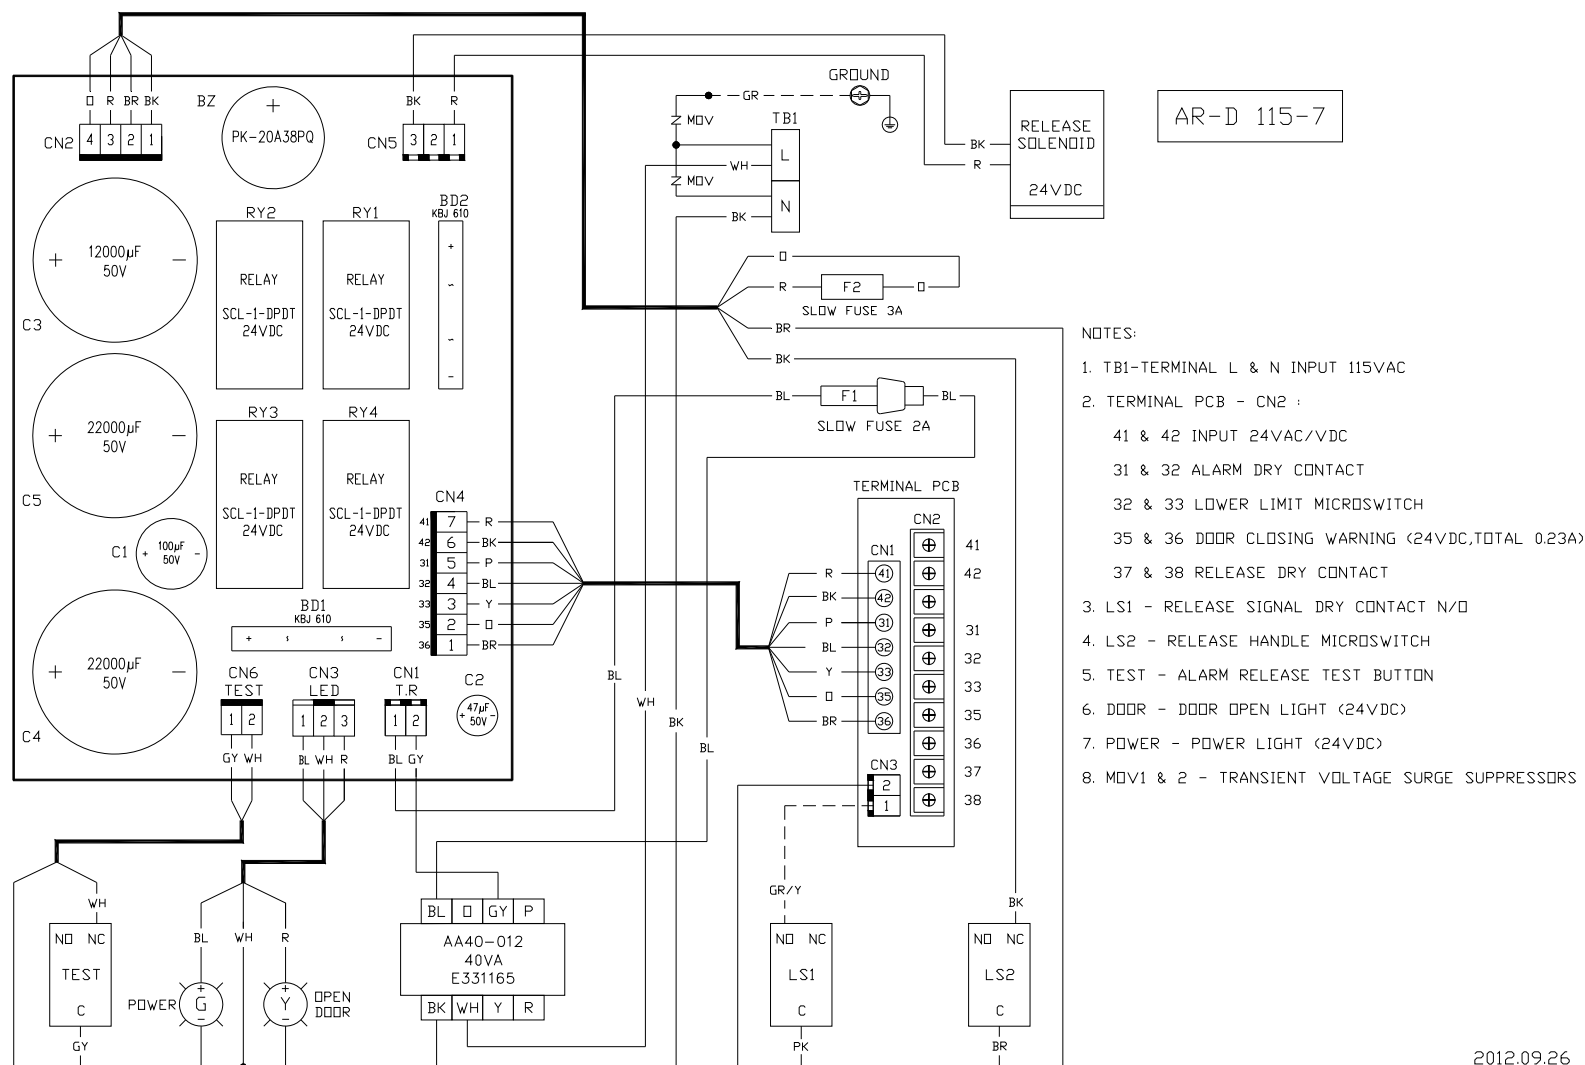 AR-D 115-7
GROUND
GR
MOV
TB1
L
WH
MOV
N
BK
RELEASE
SOLENOID
24VDC
BK
R
O R BR BK
CN2 4 3 2 1
BZ
PK-20A38PQ
BK R
CN5 3 2 1
BD2
KBJ 610
RY2
RELAY
SCL-1-DPDT
24VDC
RY1
RELAY
SCL-1-DPDT
24VDC
12000µF
50V
C3
22000µF
50V
C5
RY3
RELAY
SCL-1-DPDT
24VDC
RY4
RELAY
SCL-1-DPDT
24VDC
C1
100µF
50V
22000µF
50V
C4
BD1
KBJ 610
CN4
41 7 R
42 6 BK
31 5 P
32 4 BL
33 3 Y
35 2 O
36 1 BR
CN6
TEST
1 2
GY WH
CN3
LED
1 2 3
BL WH R
CN1
T.R
1 2
BL GY
C2
47µF
50V
O
R F2 O
SLOW FUSE 3A
BR
BK
BL F1 BL
SLOW FUSE 2A
BL
WH
BK
BL
TERMINAL PCB
CN2
CN1
R 41
BK 42
P 31
BL 32
Y 33
O 35
BR 36
41
42
31
32
33
35
36
37
38
CN3
2
1
GR/Y
BK
WH
NO NC
TEST
C
GY
BL WH R
POWER G
Y OPEN
DOOR
BL O GY P
AA40-012
40VA
E331165
BK WH Y R
NO NC
LS1
C
PK
NO NC
LS2
C
BR
NOTES:
1. TB1-TERMINAL L & N INPUT 115VAC
2. TERMINAL PCB - CN2 :
41 & 42 INPUT 24VAC/VDC
31 & 32 ALARM DRY CONTACT
32 & 33 LOWER LIMIT MICROSWITCH
35 & 36 DOOR CLOSING WARNING (24VDC,TOTAL 0.23A)
37 & 38 RELEASE DRY CONTACT
3. LS1 - RELEASE SIGNAL DRY CONTACT N/O
4. LS2 - RELEASE HANDLE MICROSWITCH
5. TEST - ALARM RELEASE TEST BUTTON
6. DOOR - DOOR OPEN LIGHT (24VDC)
7. POWER - POWER LIGHT (24VDC)
8. MOV1 & 2 - TRANSIENT VOLTAGE SURGE SUPPRESSORS
2012.09.26